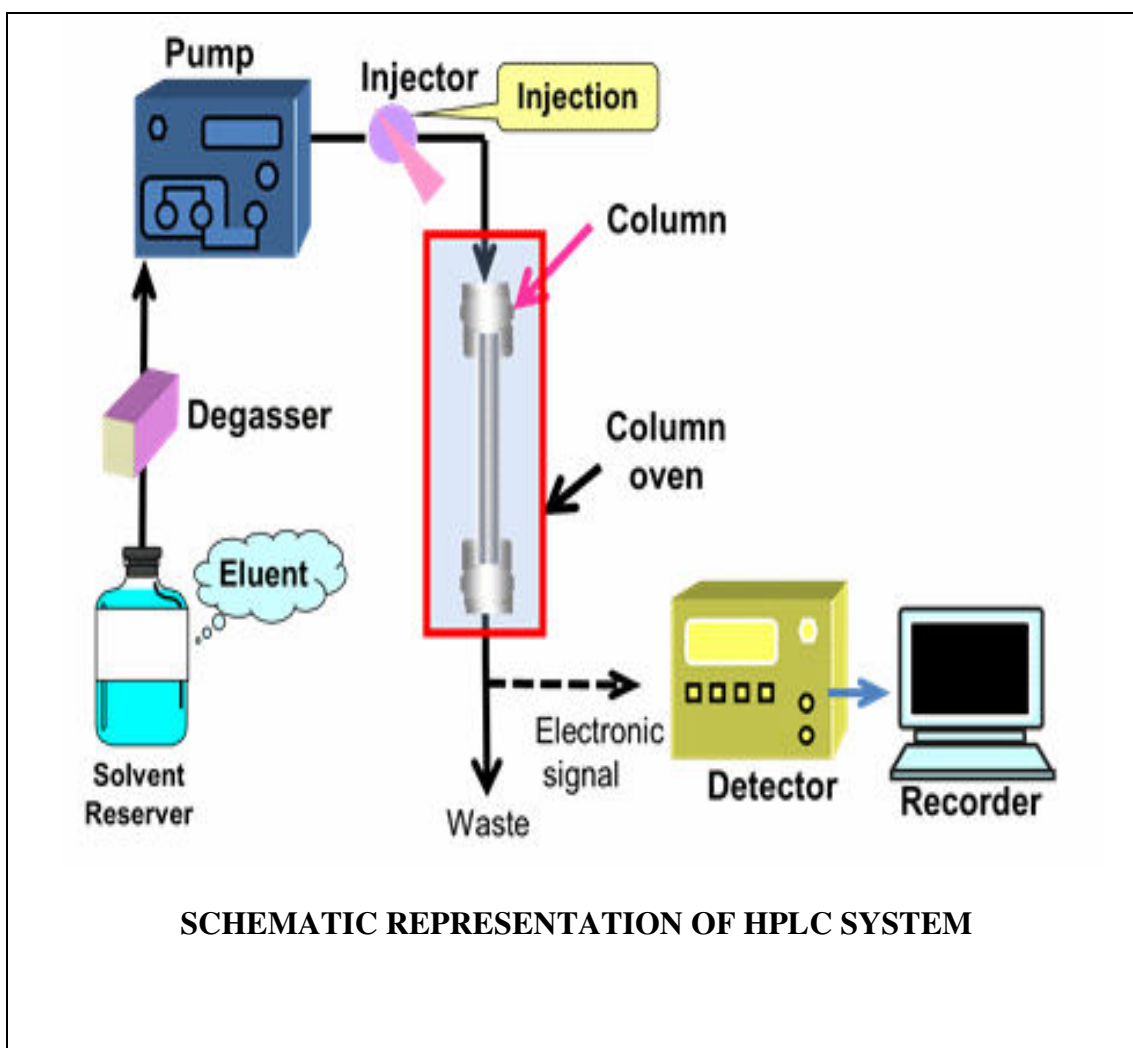 Pump
Injector
Injection
Column
Degasser
Column
oven
Eluent
Solvent
Reserver
Electronic
signal
Waste
Detector
Recorder
SCHEMATIC REPRESENTATION OF HPLC SYSTEM